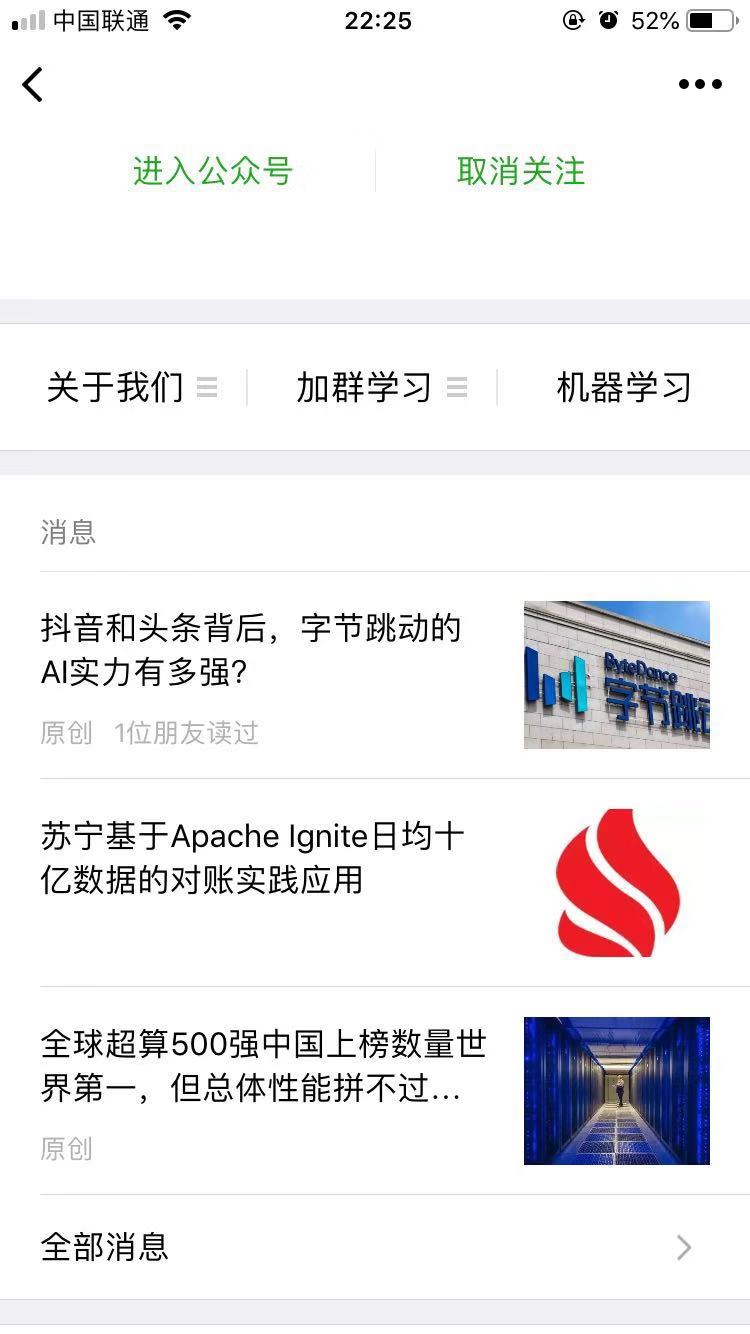 中国联通
22:25
52%
进入公众号
取消关注
关于我们
加群学习
机器学习
消息
抖音和头条背后，字节跳动的
AI实力有多强?
ByteDance
字节跳动
原创 1位朋友读过
苏宁基于Apache Ignite日均十
亿数据的对账实践应用
全球超算500强中国上榜数量世
界第一，但总体性能拼不过...
原创
全部消息